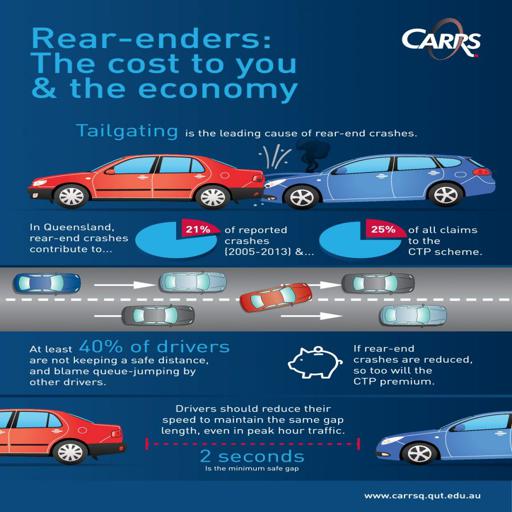 Rear-enders:
The cost to you
& the economy
CARRS
Tailgating is the leading cause of rear-end crashes.
In Queensland,
rear-end crashes
contribute to...
21%
of reported
crashes
(2005-2013) &...
25%
of all claims
to the
CTP scheme.
At least 40% of drivers
are not keeping a safe distance,
and blame queue-jumping by
other drivers.
If rear-end
crashes are reduced,
so too will the
CTP premium.
Drivers should reduce their
speed to maintain the same gap
length, even in peak hour traffic.
2 seconds
Is the minimum safe gap
www.carrsq.qut.edu.au